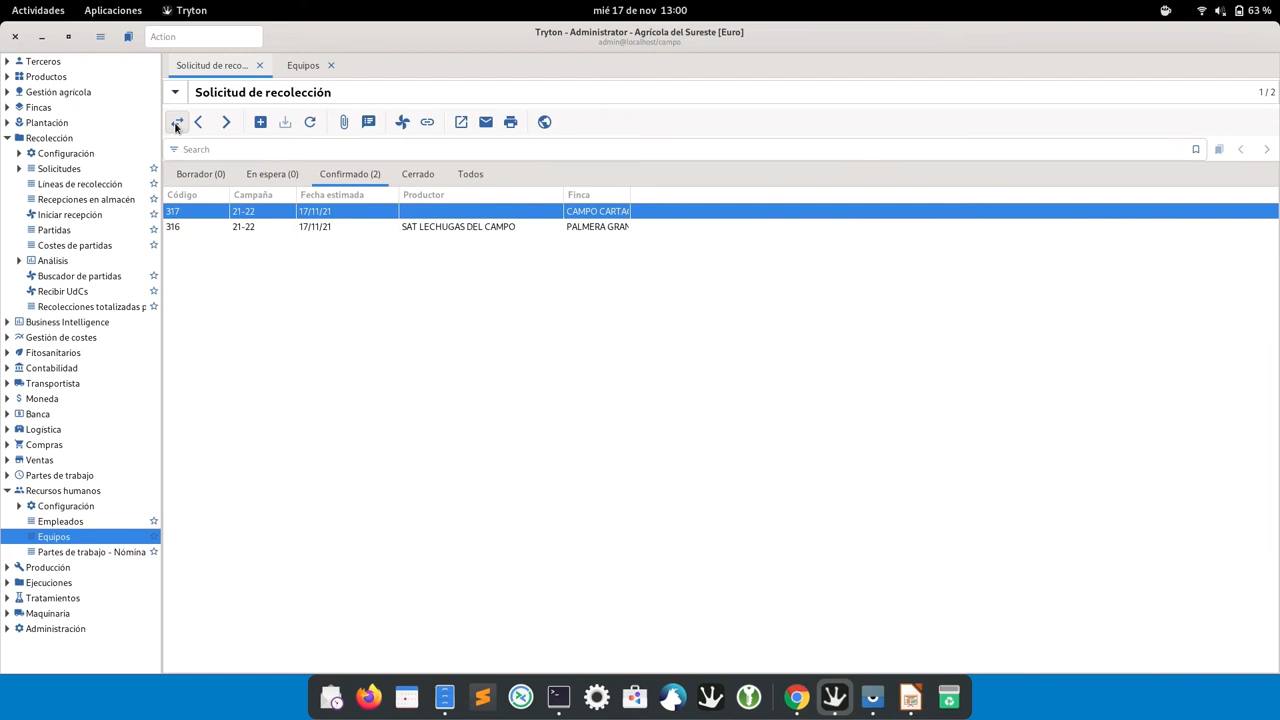 Actividades Aplicaciones Tryton mié 17 de nov 13:00 63 %
Action Tryton - Administrator - Agrícola del Sureste [Euro]
admin@localhost/campo
Terceros
Productos
Gestión agrícola
Fincas
Plantación
Recolección
Configuración
Solicitudes
Líneas de recolección
Recepciones en almacén
Iniciar recepción
Partidas
Costes de partidas
Análisis
Buscador de partidas
Recibir UdCs
Recolecciones totalizadas p
Business Intelligence
Gestión de costes
Fitosanitarios
Contabilidad
Transportista
Moneda
Banca
Logística
Compras
Ventas
Partes de trabajo
Recursos humanos
Configuración
Empleados
Equipos
Partes de trabajo - Nómina
Producción
Ejecuciones
Tratamientos
Maquinaria
Administración
Solicitud de reco... Equipos
Solicitud de recolección 1 / 2
Search
Borrador (0) En espera (0) Confirmado (2) Cerrado Todos
Código Campaña Fecha estimada Productor Finca
317 21-22 17/11/21 CAMPO CARTAG
316 21-22 17/11/21 SAT LECHUGAS DEL CAMPO PALMERA GRAN